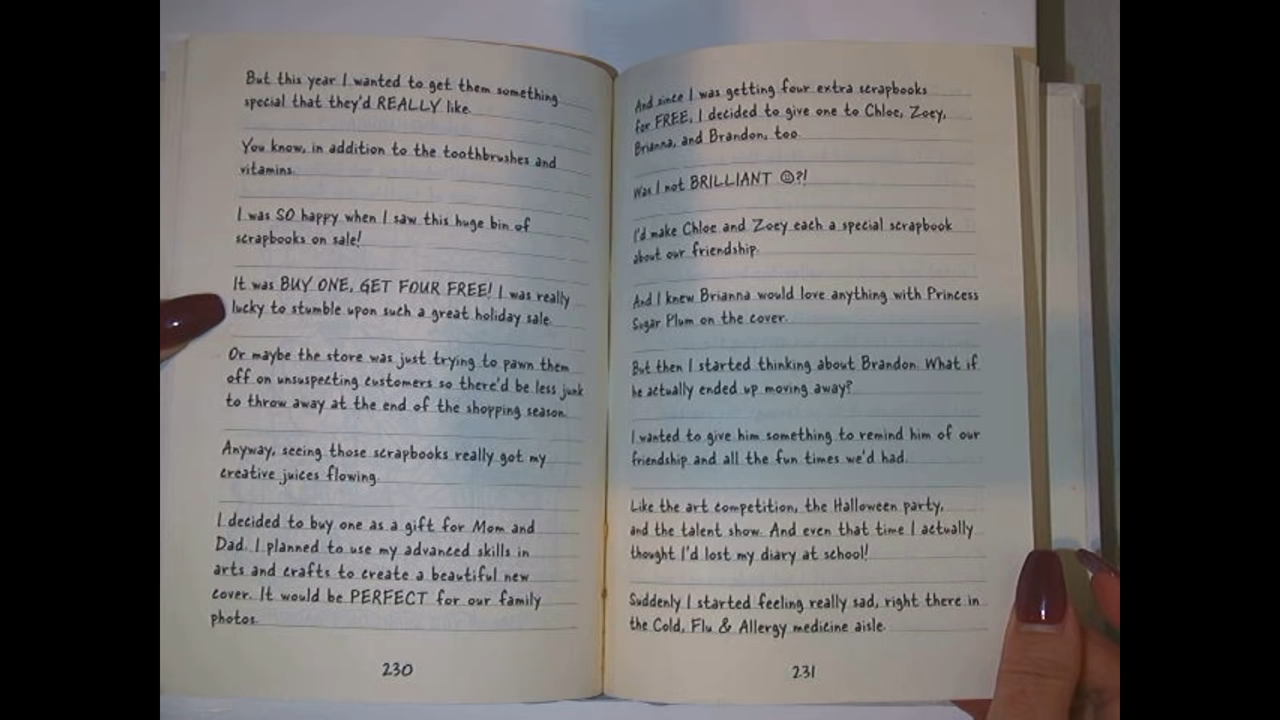 But this year I wanted to get them something
special that they'd REALLY like.
You know, in addition to the toothbrushes and
vitamins.
I was SO happy when I saw this huge bin of
scrapbooks on sale!
It was BUY ONE, GET FOUR FREE! I was really
lucky to stumble upon such a great holiday sale.
Or maybe the store was just trying to pawn them
off on unsuspecting customers so there'd be less junk
to throw away at the end of the shopping season.
Anyway, seeing those scrapbooks really got my
creative juices flowing.
I decided to buy one as a gift for Mom and
Dad. I planned to use my advanced skills in
arts and crafts to create a beautiful new
cover. It would be PERFECT for our family
photos.
230
And since I was getting four extra scrapbooks
for FREE, I decided to give one to Chloe, Zoey,
Brianna, and Brandon, too.
Was I not BRILLIANT ☺?!
I'd make Chloe and Zoey each a special scrapbook
about our friendship.
And I knew Brianna would love anything with Princess
Sugar Plum on the cover.
But then I started thinking about Brandon. What if
he actually ended up moving away?
I wanted to give him something to remind him of our
friendship and all the fun times we'd had.
Like the art competition, the Halloween party,
and the talent show. And even that time I actually
thought I'd lost my diary at school!
Suddenly I started feeling really sad, right there in
the Cold, Flu & Allergy medicine aisle.
231